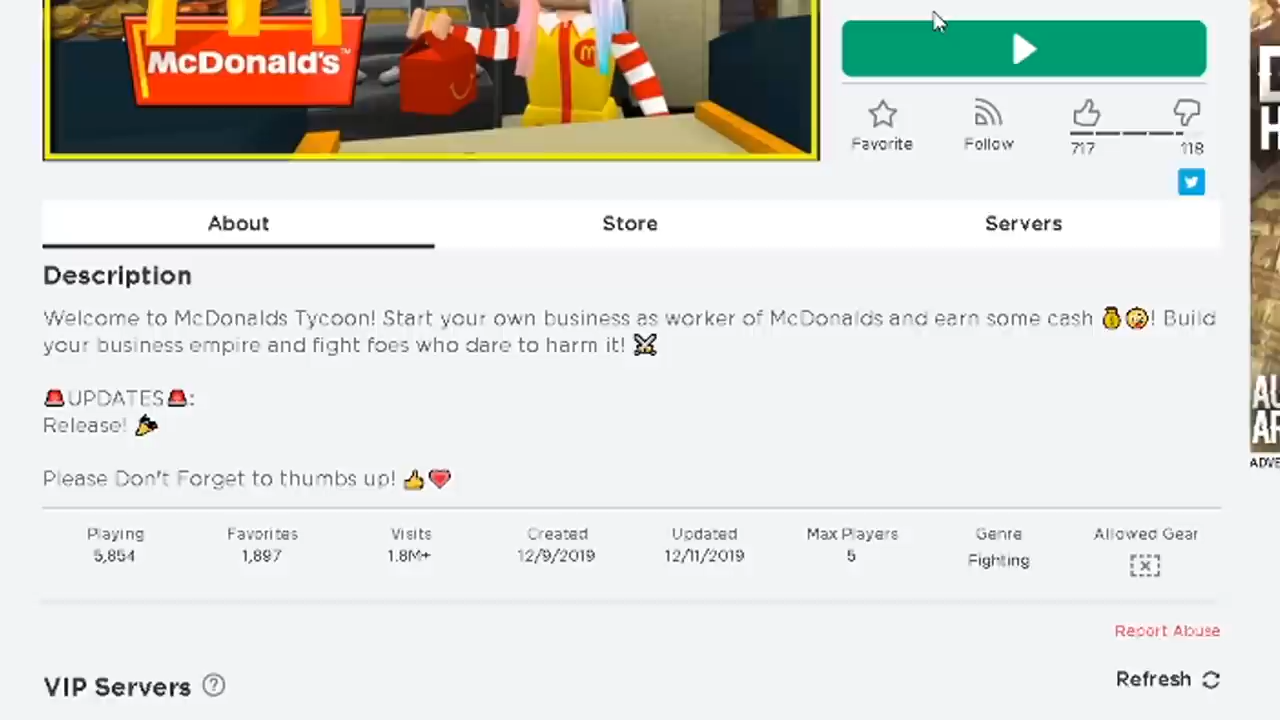 McDonald's™
Favorite
Follow
717
118
About
Store
Servers
Description
Welcome to McDonalds Tycoon! Start your own business as worker of McDonalds and earn some cash 💰🤪! Build
your business empire and fight foes who dare to harm it! ⚔️
🚨UPDATES🚨:
Release! 🎉
Please Don't Forget to thumbs up! 👍❤️
Playing
Favorites
Visits
Created
Updated
Max Players
Genre
Allowed Gear
5,854
1,897
1.8M+
12/9/2019
12/11/2019
5
Fighting
Report Abuse
VIP Servers
Refresh